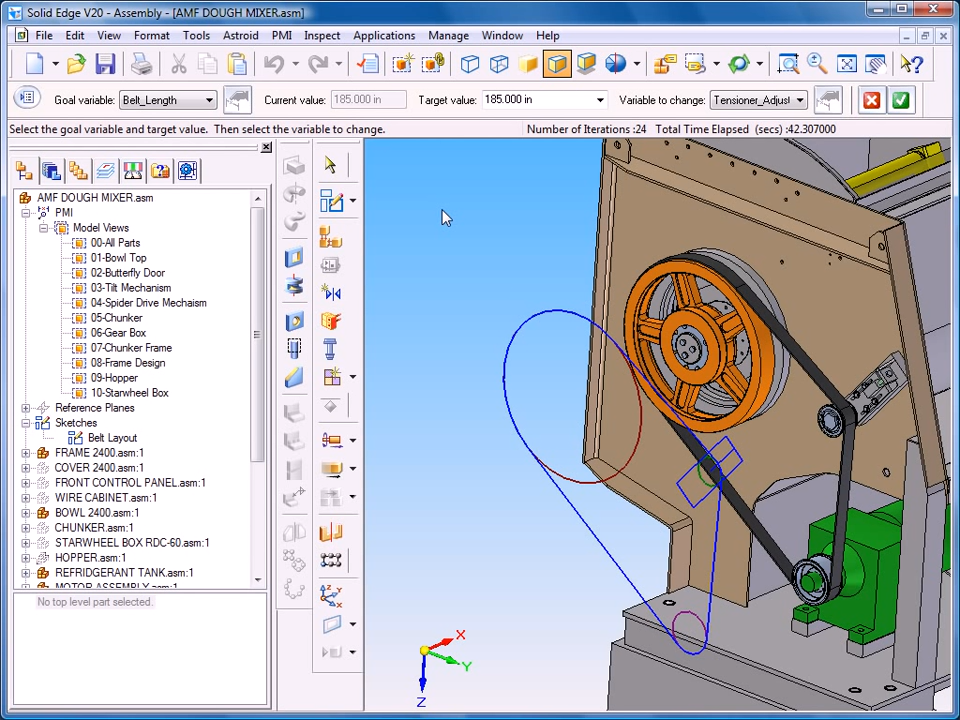 Solid Edge V20 - Assembly - [AMF DOUGH MIXER.asm]
File Edit View Format Tools Astroid PMI Inspect Applications Manage Window Help
Goal variable: Belt_Length Current value: 185.000 in Target value: 185.000 in Variable to change: Tensioner_Adjust
Select the goal variable and target value. Then select the variable to change. Number of Iterations :24 Total Time Elapsed (secs) :42.307000
AMF DOUGH MIXER.asm
PMI
Model Views
00-All Parts
01-Bowl Top
02-Butterfly Door
03-Tilt Mechanism
04-Spider Drive Mechaism
05-Chunker
06-Gear Box
07-Chunker Frame
08-Frame Design
09-Hopper
10-Starwheel Box
Reference Planes
Sketches
Belt Layout
FRAME 2400.asm:1
COVER 2400.asm:1
FRONT CONTROL PANEL.asm:1
WIRE CABINET.asm:1
BOWL 2400.asm:1
CHUNKER.asm:1
STARWHEEL BOX RDC-60.asm:1
HOPPER.asm:1
REFRIDGERANT TANK.asm:1
MOTOR ASSEMBLY.asm:1
No top level part selected.
X
Y
Z